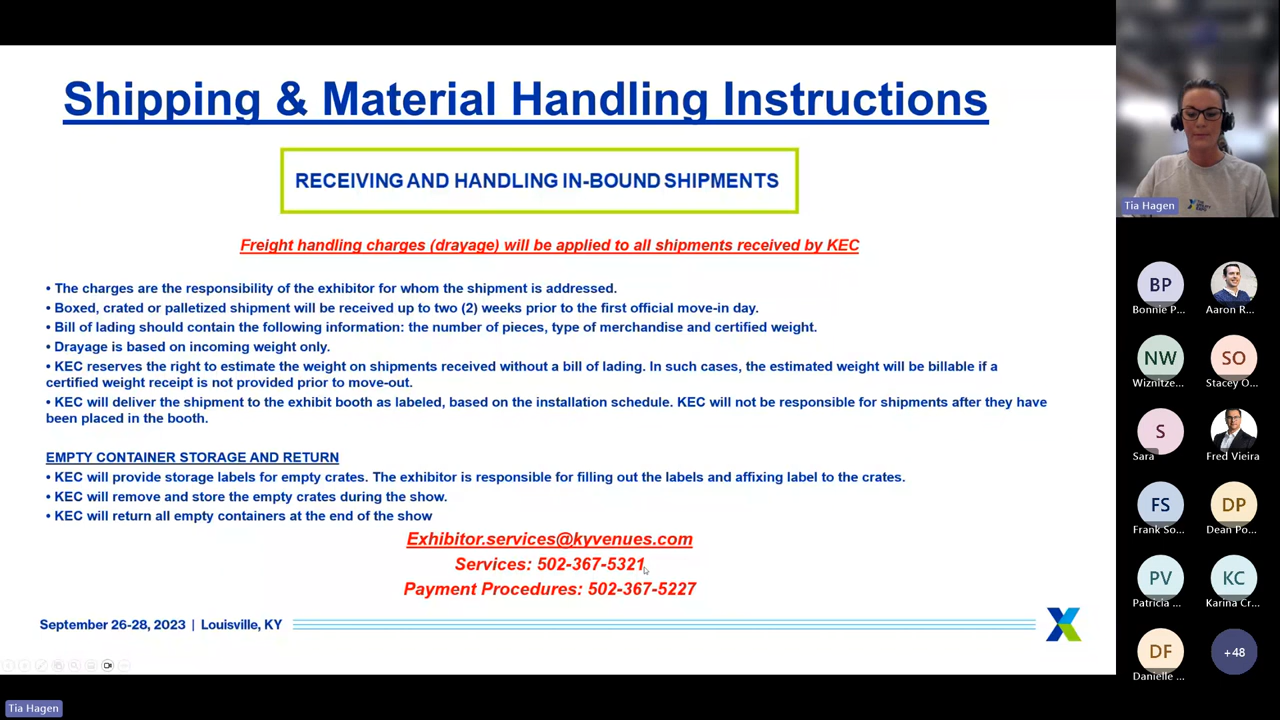 Shipping & Material Handling Instructions
RECEIVING AND HANDLING IN-BOUND SHIPMENTS
Freight handling charges (drayage) will be applied to all shipments received by KEC
• The charges are the responsibility of the exhibitor for whom the shipment is addressed.
• Boxed, crated or palletized shipment will be received up to two (2) weeks prior to the first official move-in day.
• Bill of lading should contain the following information: the number of pieces, type of merchandise and certified weight.
• Drayage is based on incoming weight only.
• KEC reserves the right to estimate the weight on shipments received without a bill of lading. In such cases, the estimated weight will be billable if a
certified weight receipt is not provided prior to move-out.
• KEC will deliver the shipment to the exhibit booth as labeled, based on the installation schedule. KEC will not be responsible for shipments after they have
been placed in the booth.
EMPTY CONTAINER STORAGE AND RETURN
• KEC will provide storage labels for empty crates. The exhibitor is responsible for filling out the labels and affixing label to the crates.
• KEC will remove and store the empty crates during the show.
• KEC will return all empty containers at the end of the show
Exhibitor.services@kyvenues.com
Services: 502-367-5321
Payment Procedures: 502-367-5227
September 26-28, 2023 | Louisville, KY
Tia Hagen
Tia Hagen
BP
Bonnie P...
Aaron R...
NW
Wiznitze...
SO
Stacey O...
S
Sara
Fred Vieira
FS
Frank So...
DP
Dean Po...
PV
Patricia ...
KC
Karina Cr...
DF
Danielle ...
+48